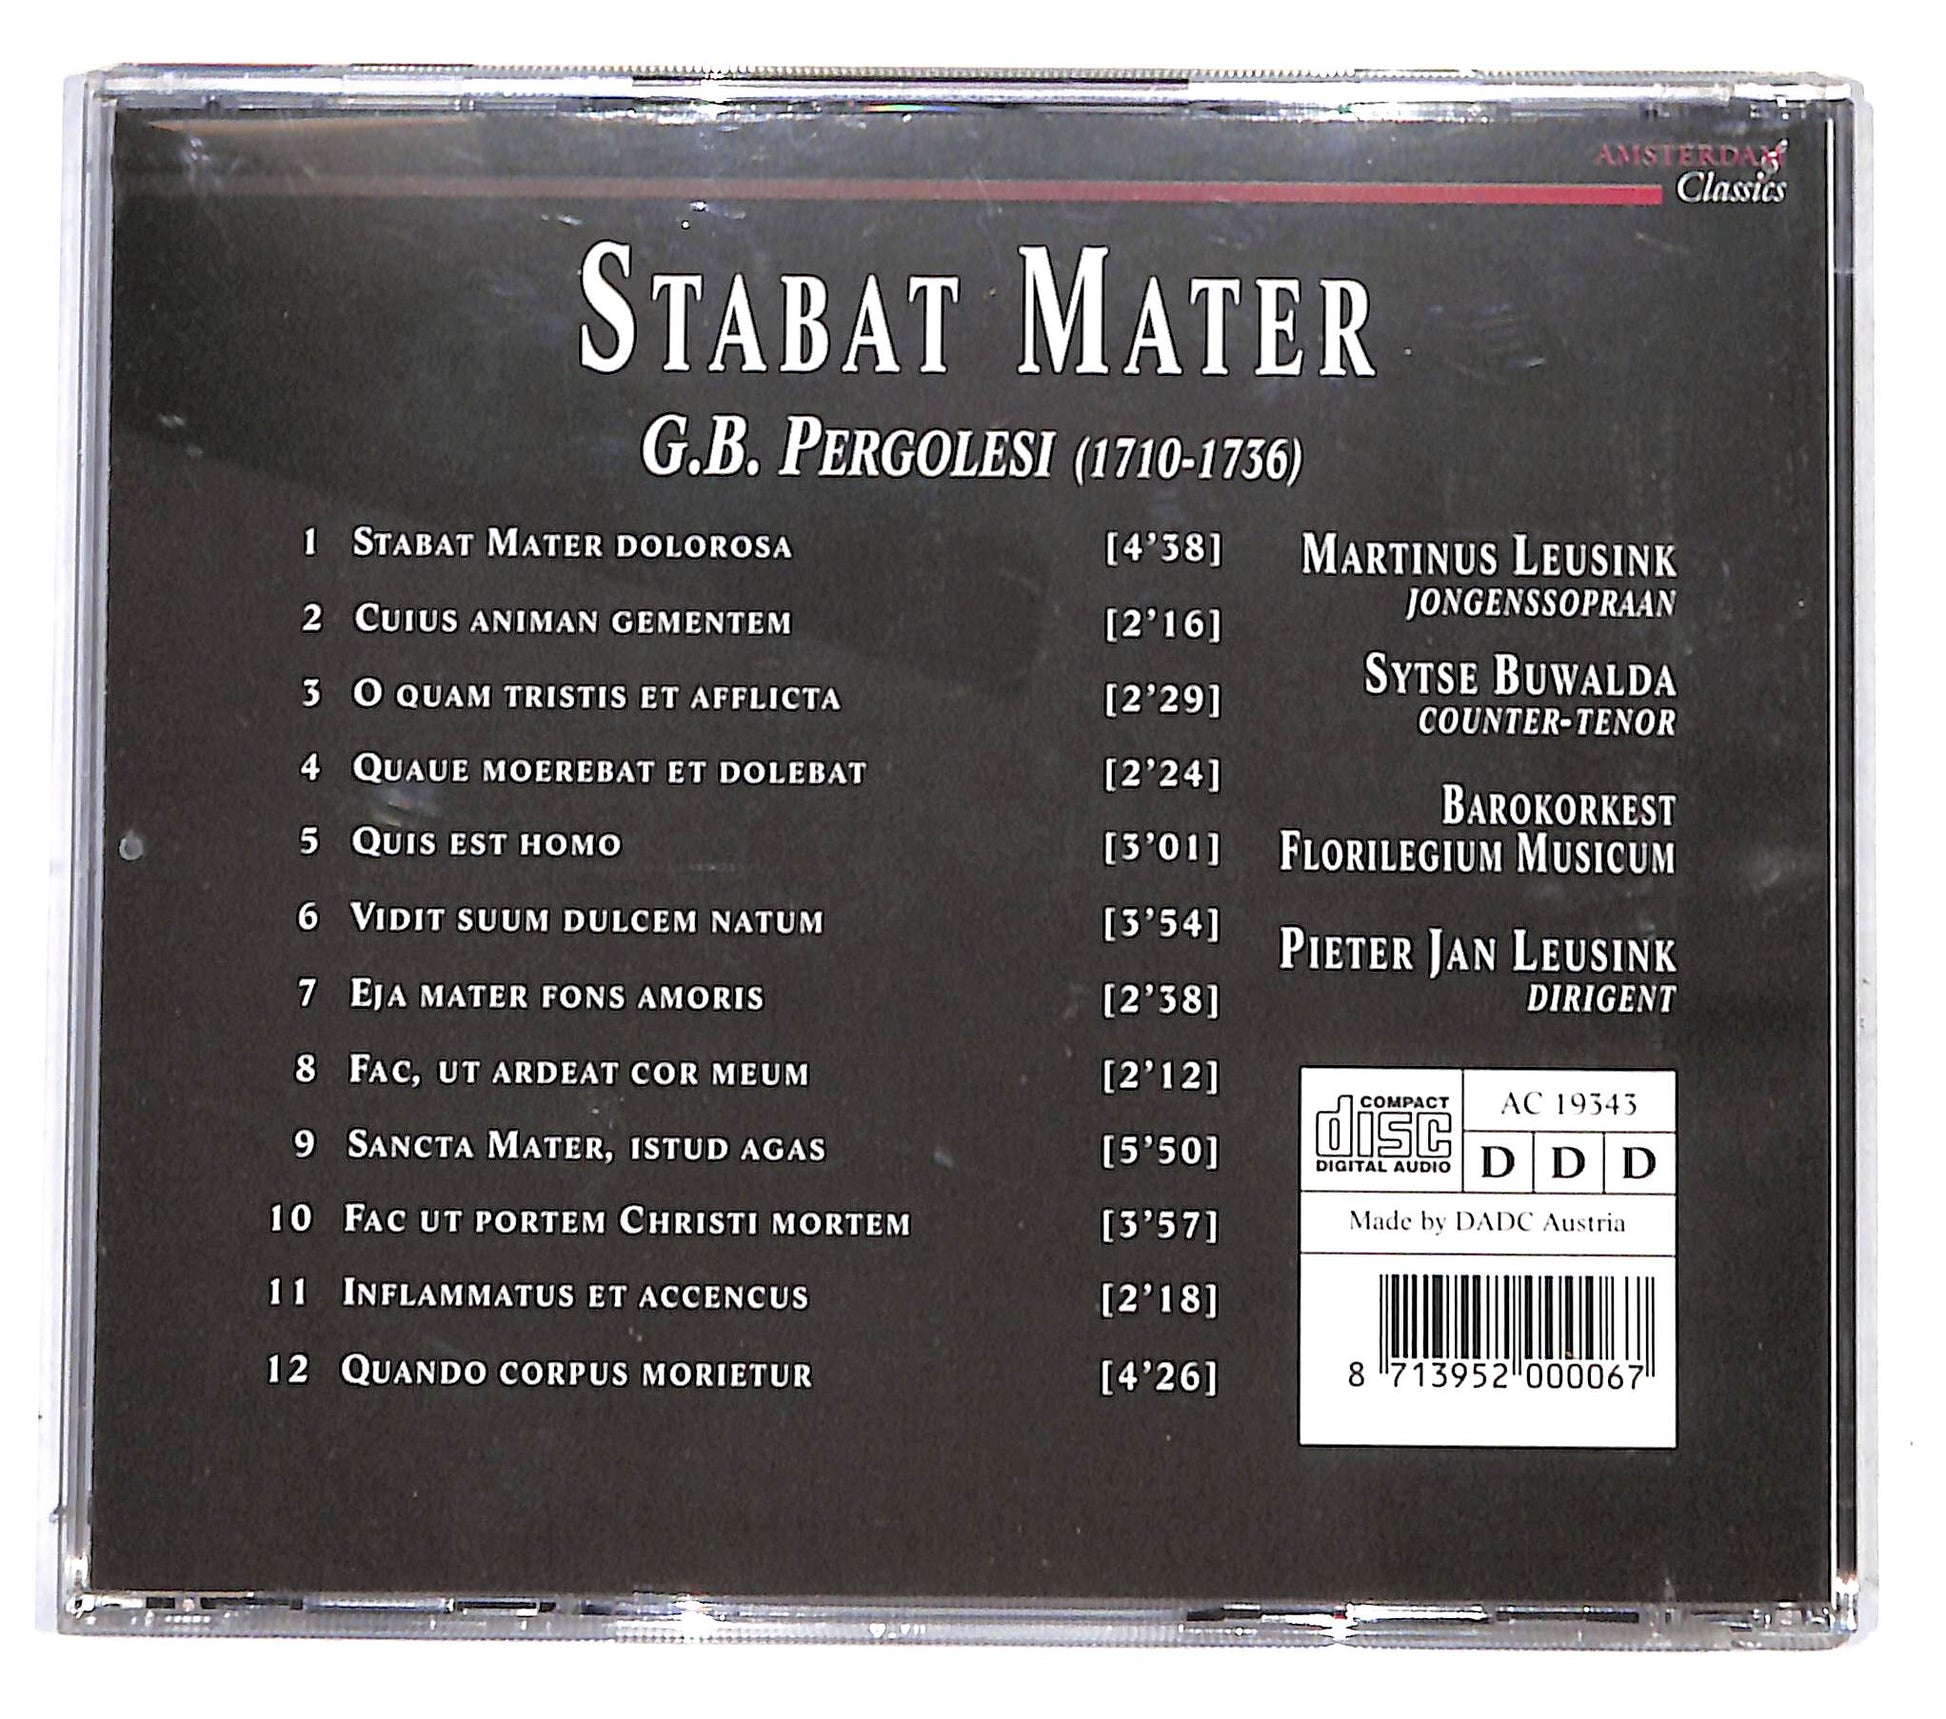 AMSTERDAM
Classics
STABAT MATER
G.B. PERGOLESI (1710-1736)
1 STABAT MATER DOLOROSA [4'38]
2 CUIUS ANIMAN GEMENTEM [2'16]
3 O QUAM TRISTIS ET AFFLICTA [2'29]
4 QUAUE MOEREBAT ET DOLEBAT [2'24]
5 QUIS EST HOMO [3'01]
6 VIDIT SUUM DULCEM NATUM [3'54]
7 EJA MATER FONS AMORIS [2'38]
8 FAC, UT ARDEAT COR MEUM [2'12]
9 SANCTA MATER, ISTUD AGAS [5'50]
10 FAC UT PORTEM CHRISTI MORTEM [3'57]
11 INFLAMMATUS ET ACCENCUS [2'18]
12 QUANDO CORPUS MORIETUR [4'26]
MARTINUS LEUSINK
JONGENSSOPRAAN
SYTSE BUWALDA
COUNTER-TENOR
BAROKORKEST
FLORILEGIUM MUSICUM
PIETER JAN LEUSINK
DIRIGENT
COMPACT
disc
DIGITAL AUDIO
AC 19343
D D D
Made by DADC Austria
8 713952 000067